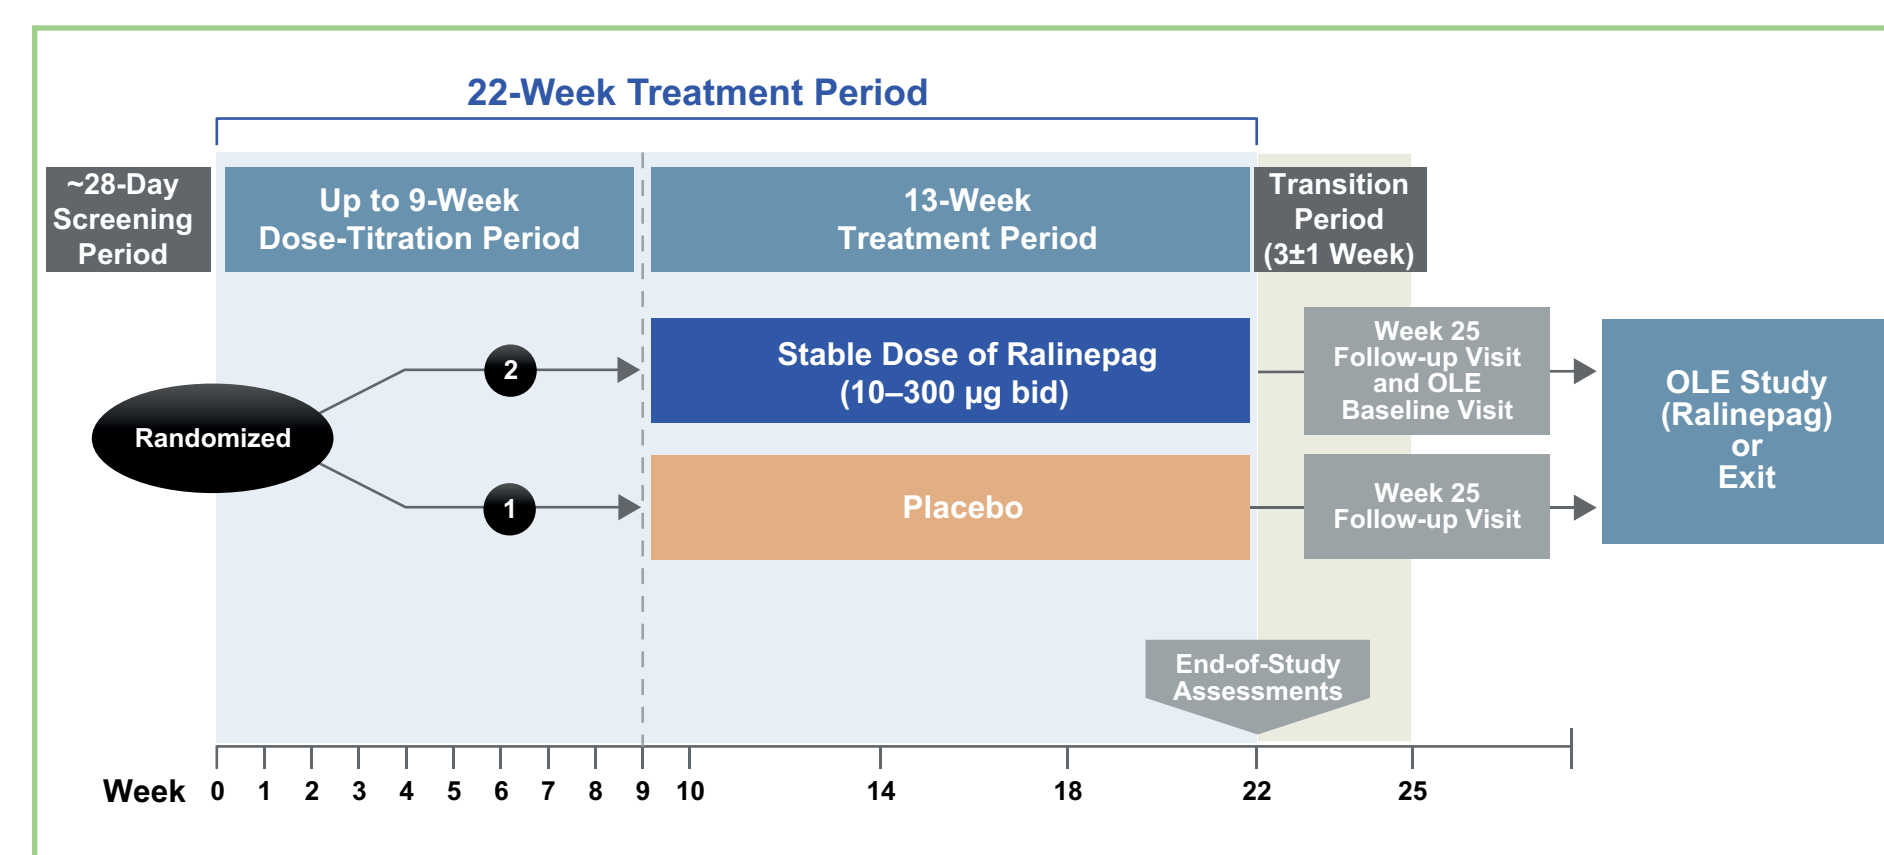 22-Week Treatment Period
~28-Day
Screening
Period
Up to 9-Week
Dose-Titration Period
13-Week
Treatment Period
Transition
Period
(3±1 Week)
Randomized
2
1
Stable Dose of Ralinepag
(10–300 µg bid)
Placebo
Week 25
Follow-up Visit
and OLE
Baseline Visit
Week 25
Follow-up Visit
OLE Study
(Ralinepag)
or
Exit
End-of-Study
Assessments
Week 0 1 2 3 4 5 6 7 8 9 10 14 18 22 25